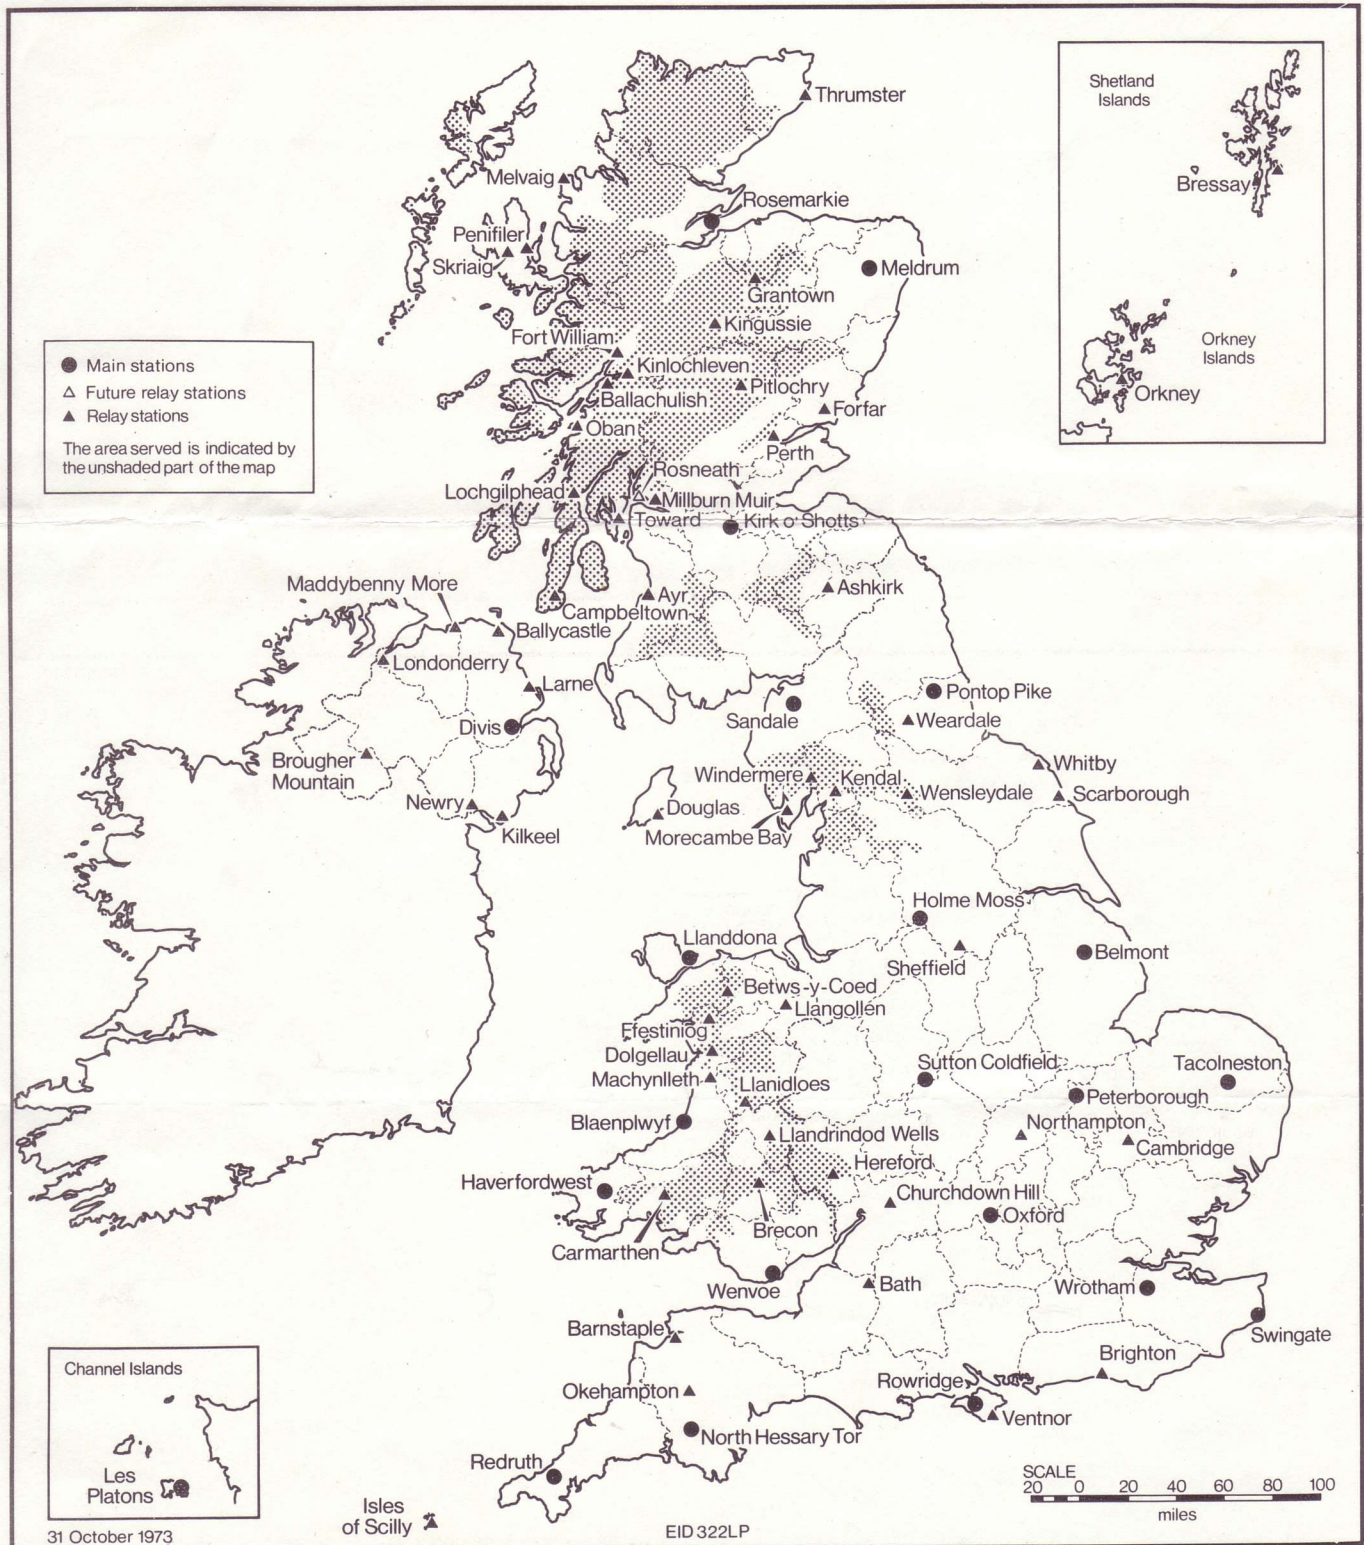 Thrumster
Melvaig
Rosemarkie
Penifiler
Skriaig
Meldrum
Grantown
Kingussie
Fort William
Kinlochleven
Pitlochry
Ballachulish
Forfar
Oban
Perth
Rosneath
Lochgilphead
Millburn Muir
Toward
Kirk o' Shotts
Maddybenny More
Ayr
Ashkirk
Campbeltown
Ballycastle
Londonderry
Larne
Pontop Pike
Sandale
Weardale
Divis
Brougher
Mountain
Windermere
Kendal
Whitby
Newry
Douglas
Wensleydale
Scarborough
Kilkeel
Morecambe Bay
Holme Moss
Llanddona
Sheffield
Belmont
Betws-y-Coed
Llangollen
Ffestiniog
Dolgellau
Sutton Coldfield
Tacolneston
Machynlleth
Llanidloes
Peterborough
Blaenplwyf
Northampton
Llandrindod Wells
Cambridge
Hereford
Haverfordwest
Churchdown Hill
Oxford
Brecon
Carmarthen
Wenvoe
Bath
Wrotham
Barnstaple
Swingate
Brighton
Okehampton
Rowridge
Ventnor
North Hessary Tor
Redruth
Isles
of Scilly
Main stations
Future relay stations
Relay stations
The area served is indicated by
the unshaded part of the map
Shetland
Islands
Bressay
Orkney
Islands
Orkney
Channel Islands
Les
Platons
SCALE
20 0 20 40 60 80 100
miles
31 October 1973
EID 322LP